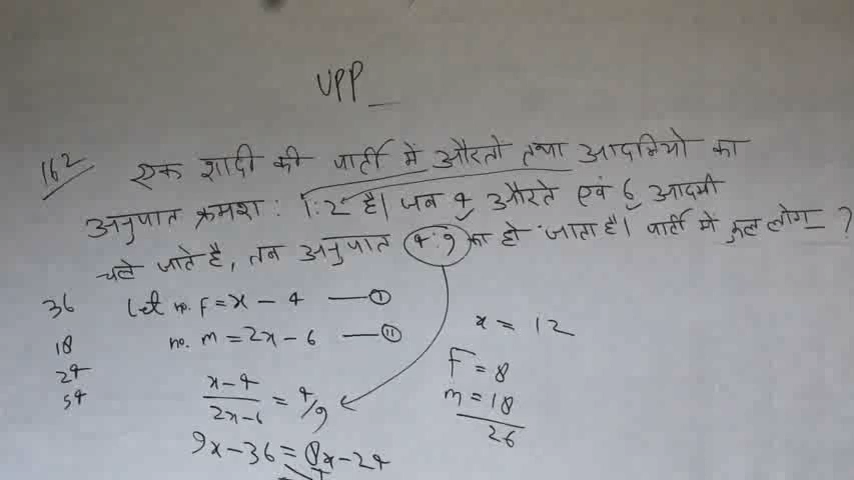 UPP_
162 एक शादी की पार्टी में औरतो तथा आदमियो का
अनुपात क्रमश: 1:2 है। जब 4 औरते एवं 6 आदमी
चले जाते है, तब अनुपात 4:9 का हो जाता है। पार्टी में कुल लोग ?
36
18
24
54
Let no. F = x - 4 — ①
no. m = 2x - 6 — ②
x-4/2x-6 = 4/9
9x - 36 = 8x - 24
x = 12
F = 8
m = 18
26